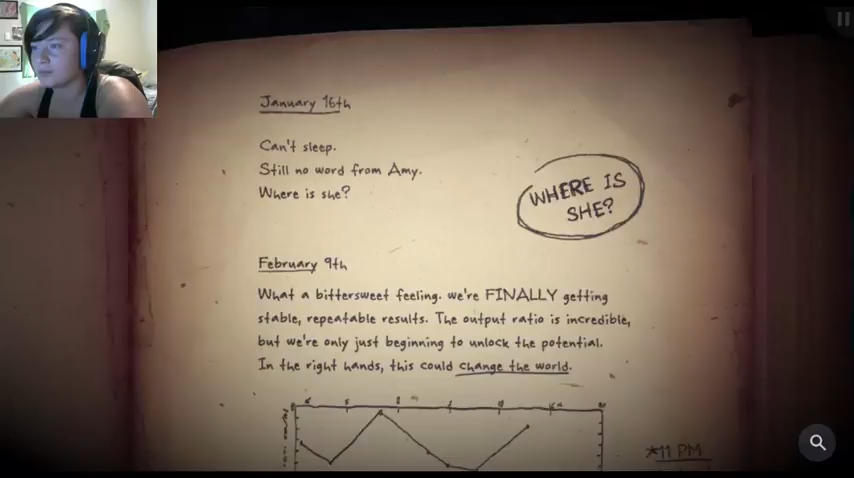 January 16th
Can't sleep.
Still no word from Amy.
Where is she?
WHERE IS
SHE?
February 9th
What a bittersweet feeling. we're FINALLY getting
stable, repeatable results. The output ratio is incredible,
but we're only just beginning to unlock the potential.
In the right hands, this could change the world.
*11 PM